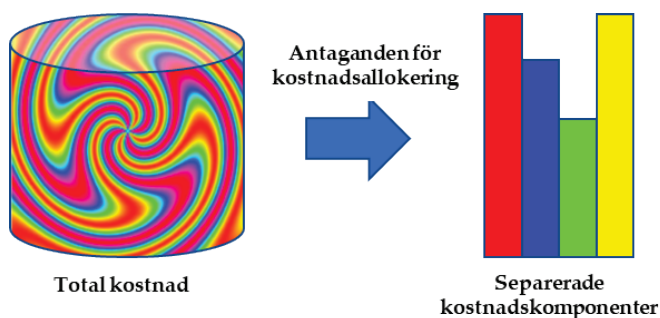 Antaganden för
kostnadsallokering
Total kostnad
Separerade
kostnadskomponenter